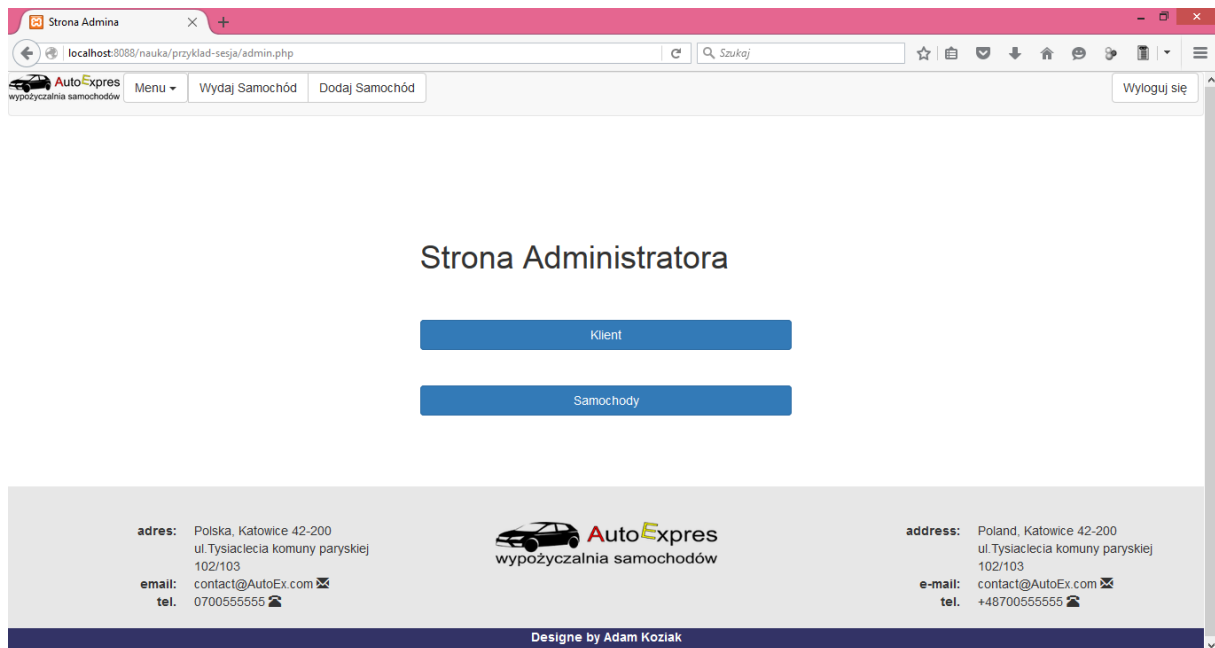 Strona Admina
localhost:8088/nauka/przyklad-sesja/admin.php
Szukaj
AutoExpres
wypożyczalnia samochodów
Menu
Wydaj Samochód
Dodaj Samochód
Wyloguj się
Strona Administratora
Klient
Samochody
adres: Polska, Katowice 42-200
ul.Tysiaclecia komuny paryskiej
102/103
email: contact@AutoEx.com
tel. 0700555555
AutoExpres
wypożyczalnia samochodów
address: Poland, Katowice 42-200
ul.Tysiaclecia komuny paryskiej
102/103
e-mail: contact@AutoEx.com
tel. +48700555555
Designe by Adam Koziak